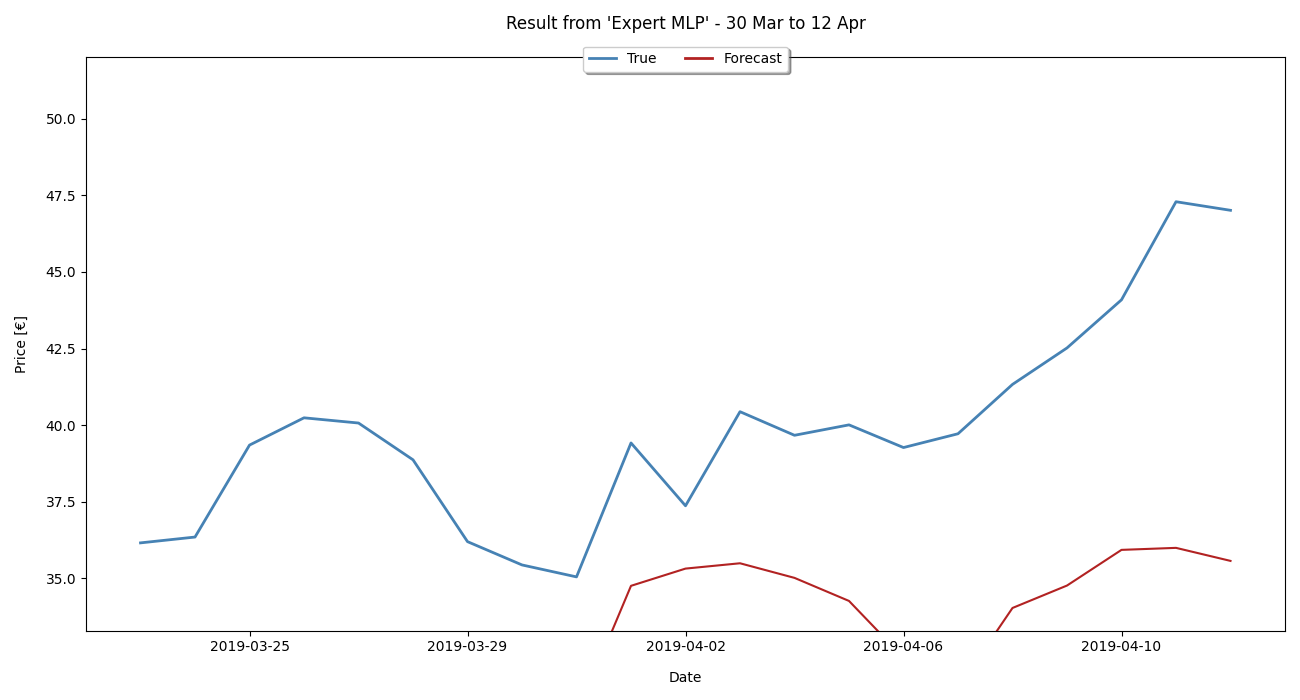 Result from 'Expert MLP' - 30 Mar to 12 Apr
True Forecast
50.0
47.5
45.0
42.5
40.0
37.5
35.0
Price [€]
2019-03-25 2019-03-29 2019-04-02 2019-04-06 2019-04-10
Date